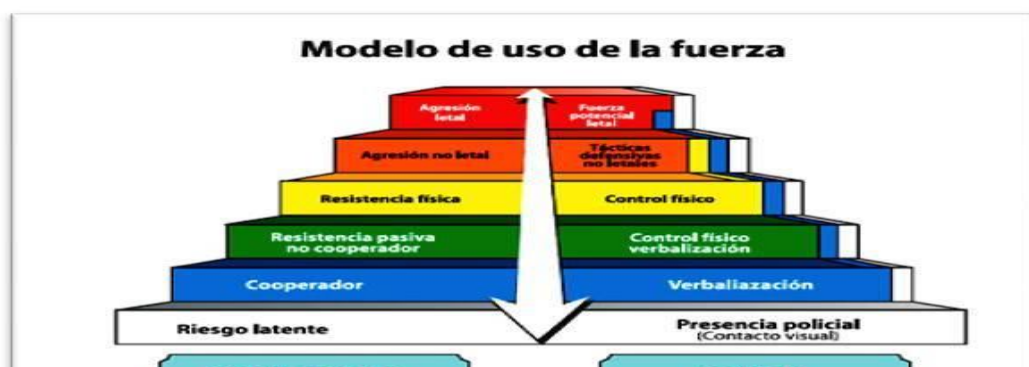 Modelo de uso de la fuerza
Agresión
letal
Fuerza
potencial
letal
Agresión no letal
Tácticas
defensivas
no letales
Resistencia física
Control físico
Resistencia pasiva
no cooperador
Control físico
verbalización
Cooperador
Verbaliazación
Riesgo latente
Presencia policial
(Contacto visual)